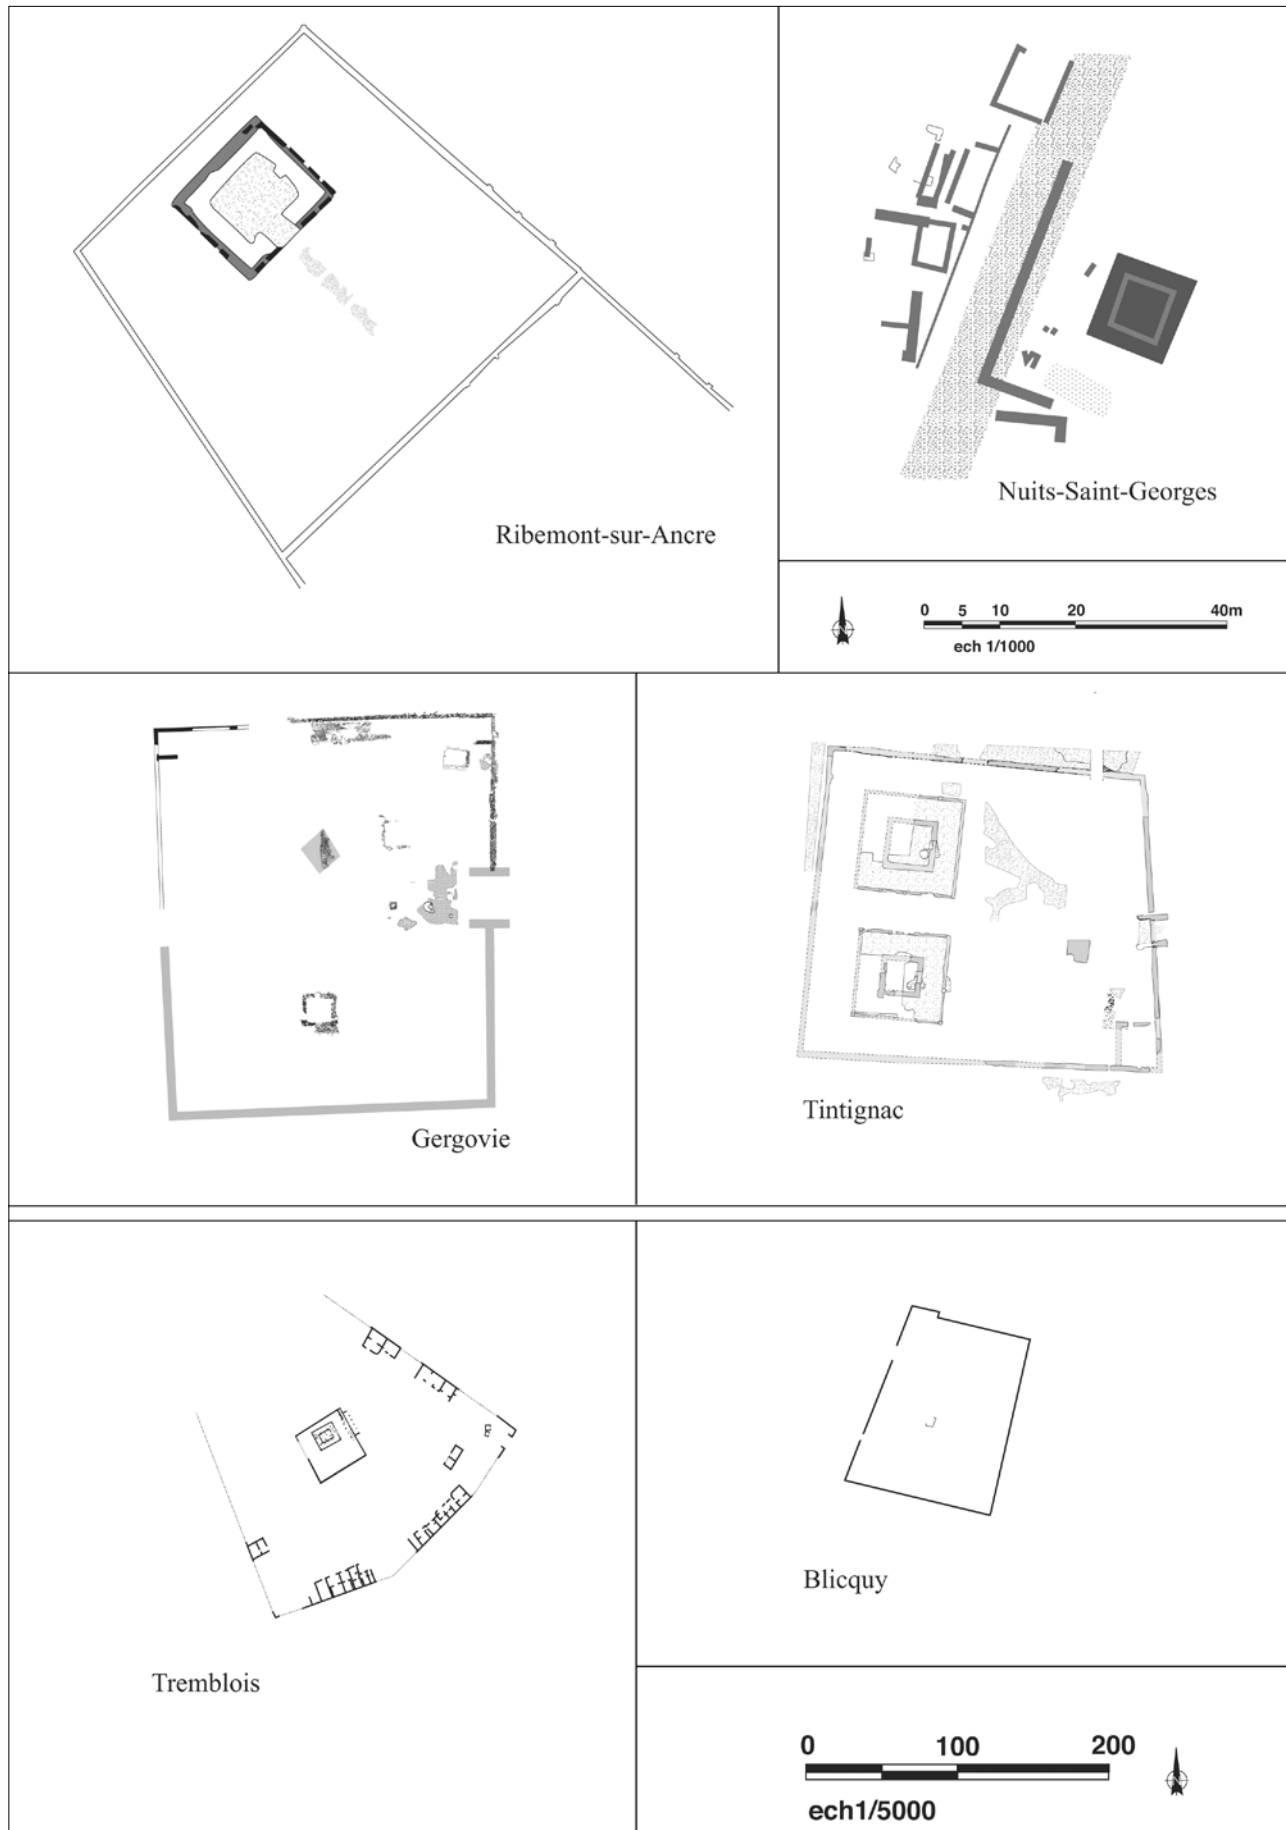 Ribemont-sur-Ancre
Nuits-Saint-Georges
0 5 10 20 40m
ech 1/1000
Gergovie
Tintignac
Tremblois
Blicquy
0 100 200
ech1/5000